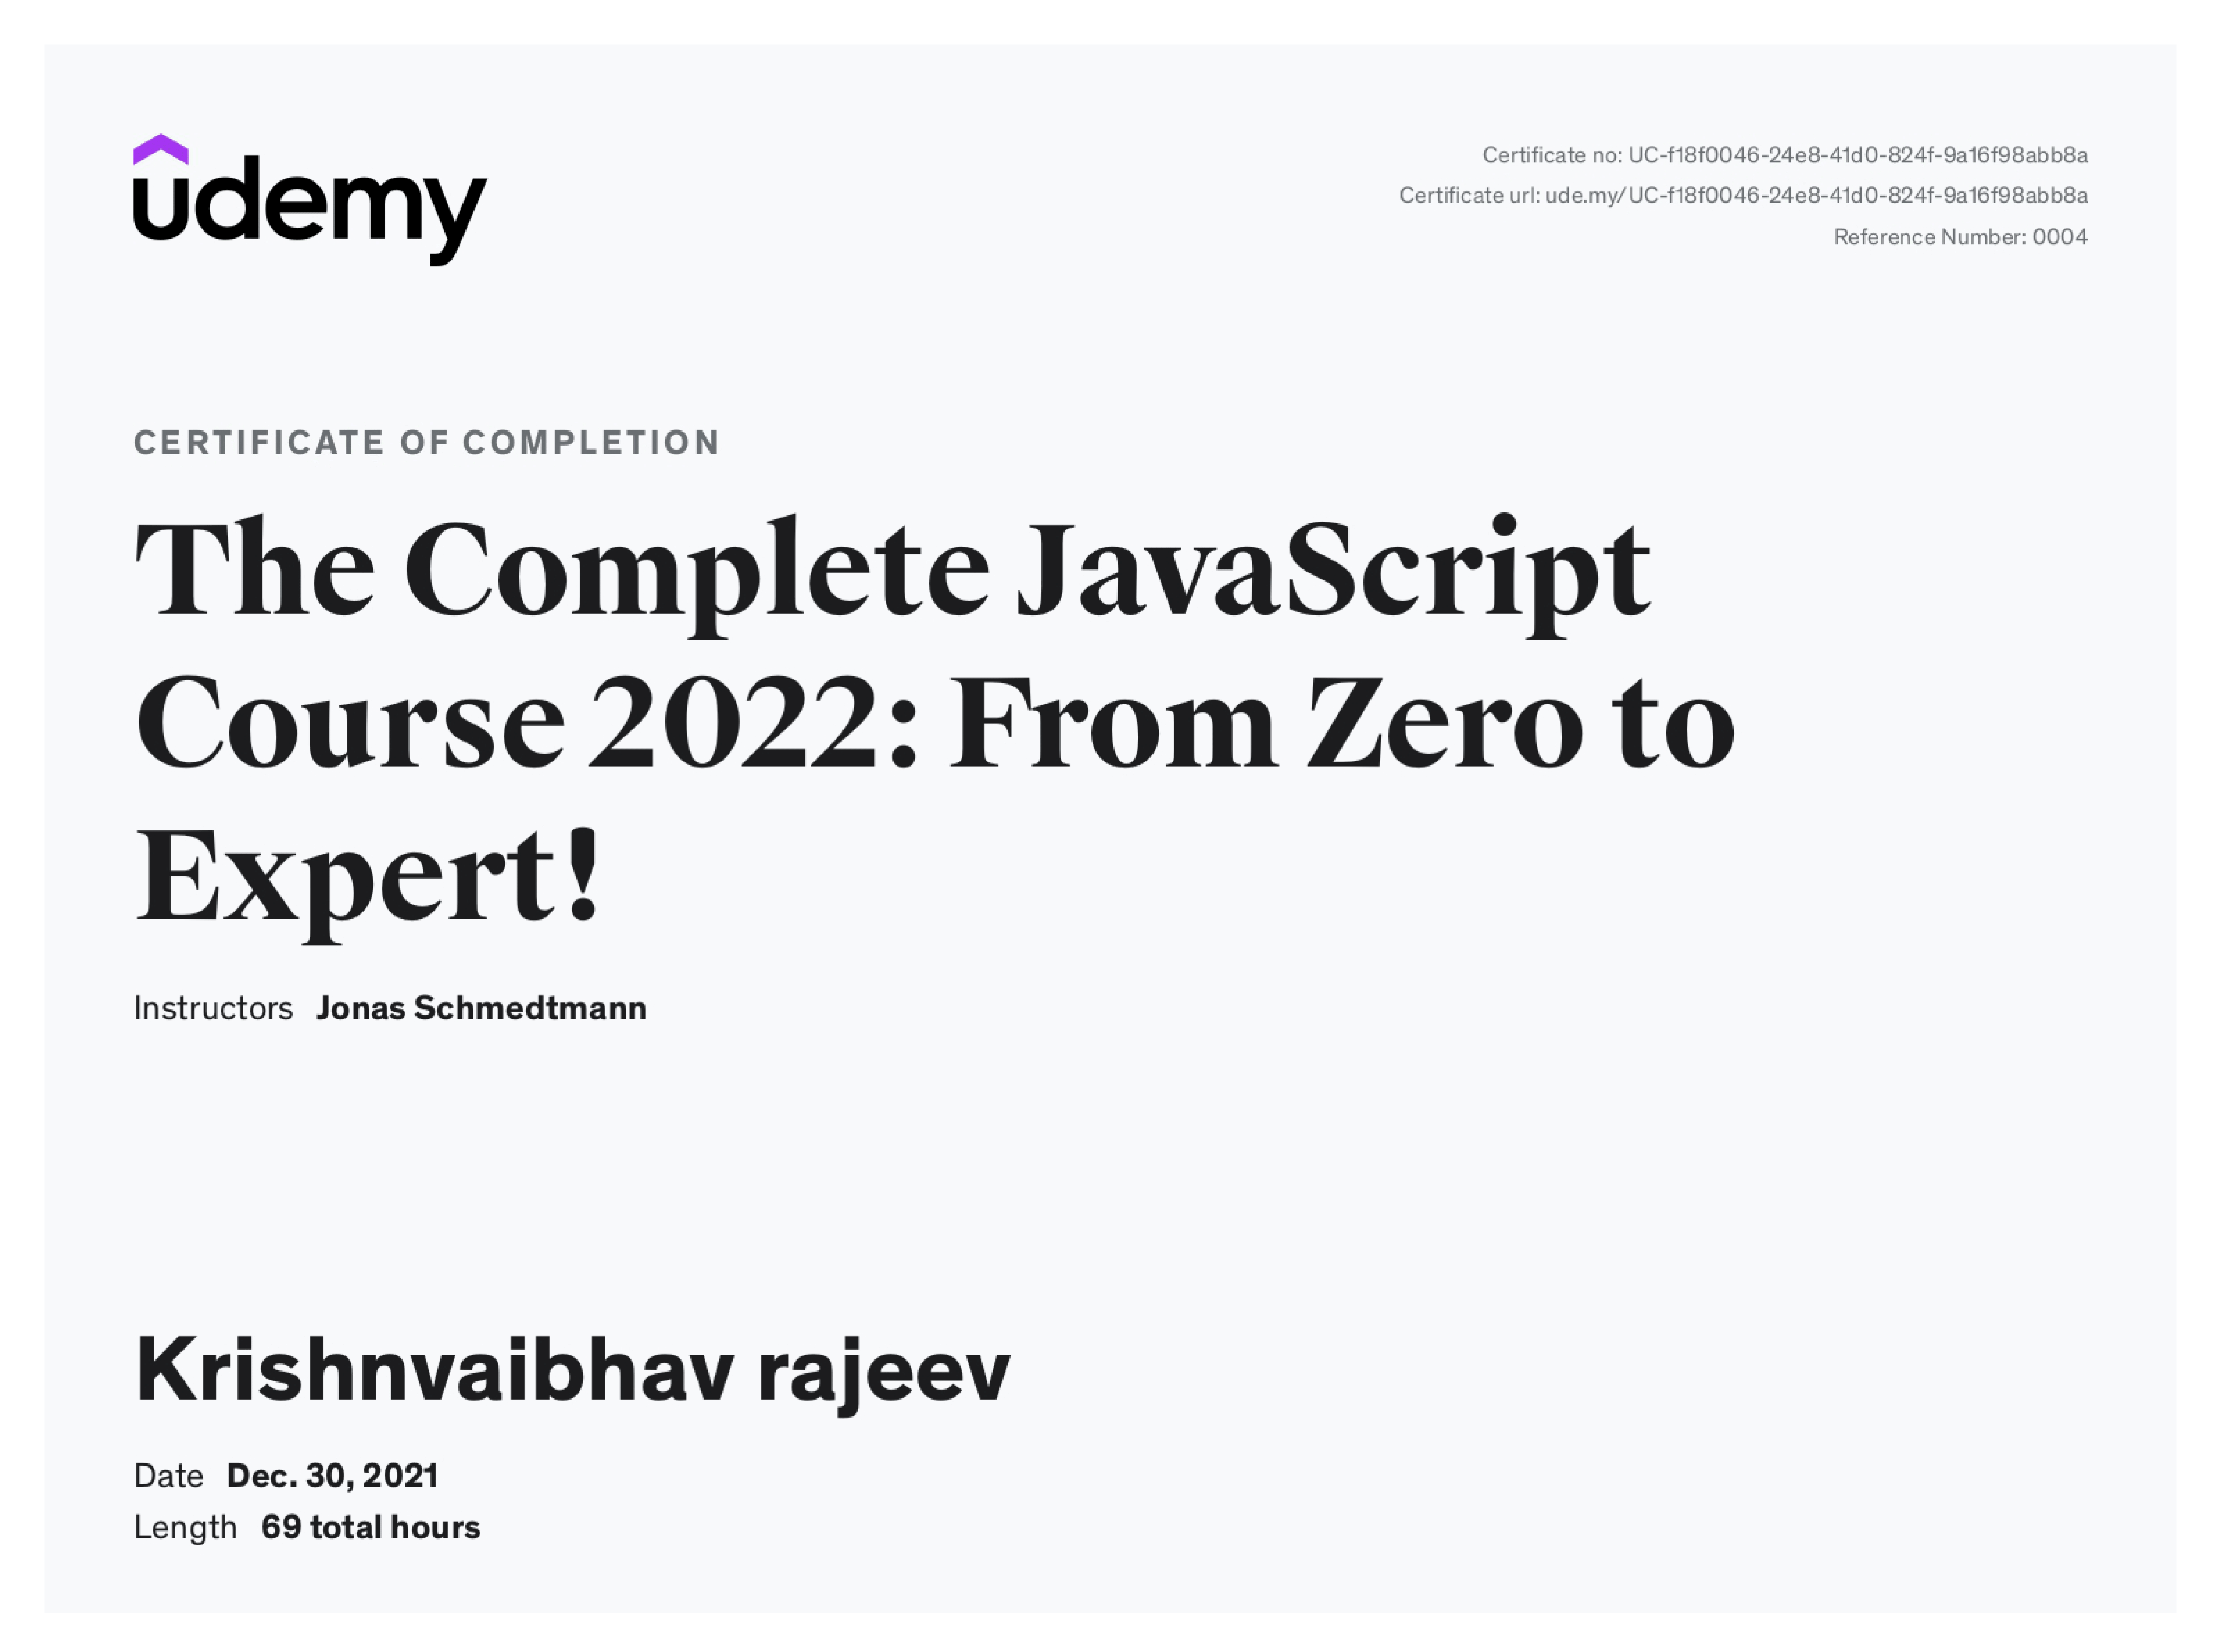 udemy
Certificate no: UC-f18f0046-24e8-41d0-824f-9a16f98abb8a
Certificate url: ude.my/UC-f18f0046-24e8-41d0-824f-9a16f98abb8a
Reference Number: 0004
CERTIFICATE OF COMPLETION
The Complete JavaScript
Course 2022: From Zero to
Expert!
Instructors Jonas Schmedtmann
Krishnvaibhav rajeev
Date Dec. 30, 2021
Length 69 total hours